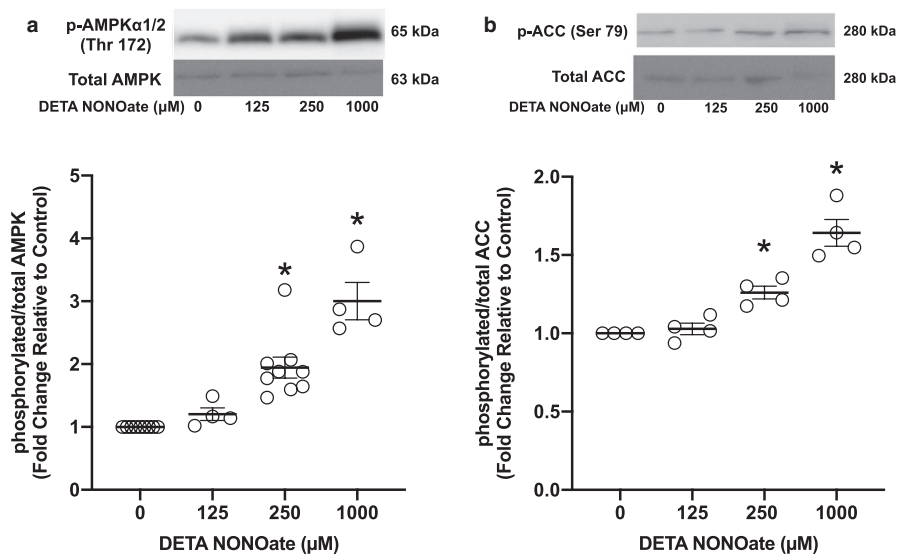 a
p-AMPKα1/2
(Thr 172)
65 kDa
Total AMPK
63 kDa
DETA NONOate (µM) 0 125 250 1000
phosphorylated/total AMPK
(Fold Change Relative to Control)
5
4
3
2
1
0
*
*
0 125 250 1000
DETA NONOate (µM)
b
p-ACC (Ser 79)
280 kDa
Total ACC
280 kDa
DETA NONOate (µM) 0 125 250 1000
phosphorylated/total ACC
(Fold Change Relative to Control)
2.0
1.5
1.0
0.5
0.0
*
*
0 125 250 1000
DETA NONOate (µM)